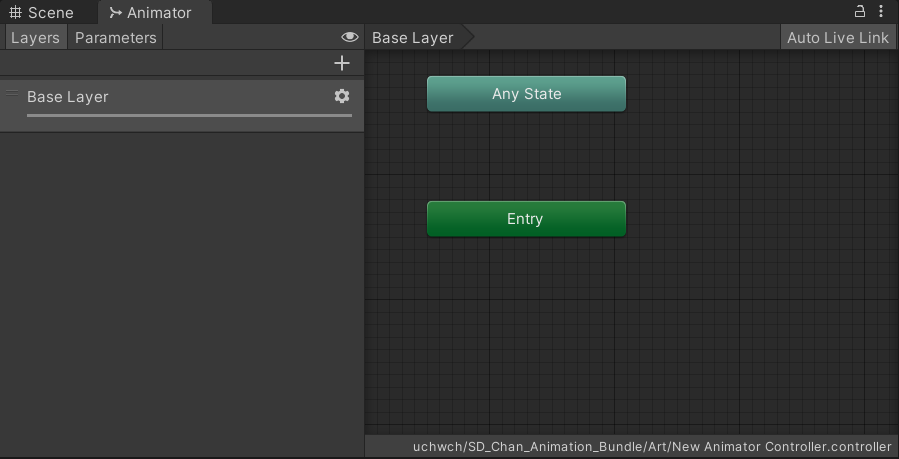 Scene Animator
Layers Parameters Base Layer Auto Live Link
Base Layer
Any State
Entry
uchwch/SD_Chan_Animation_Bundle/Art/New Animator Controller.controller